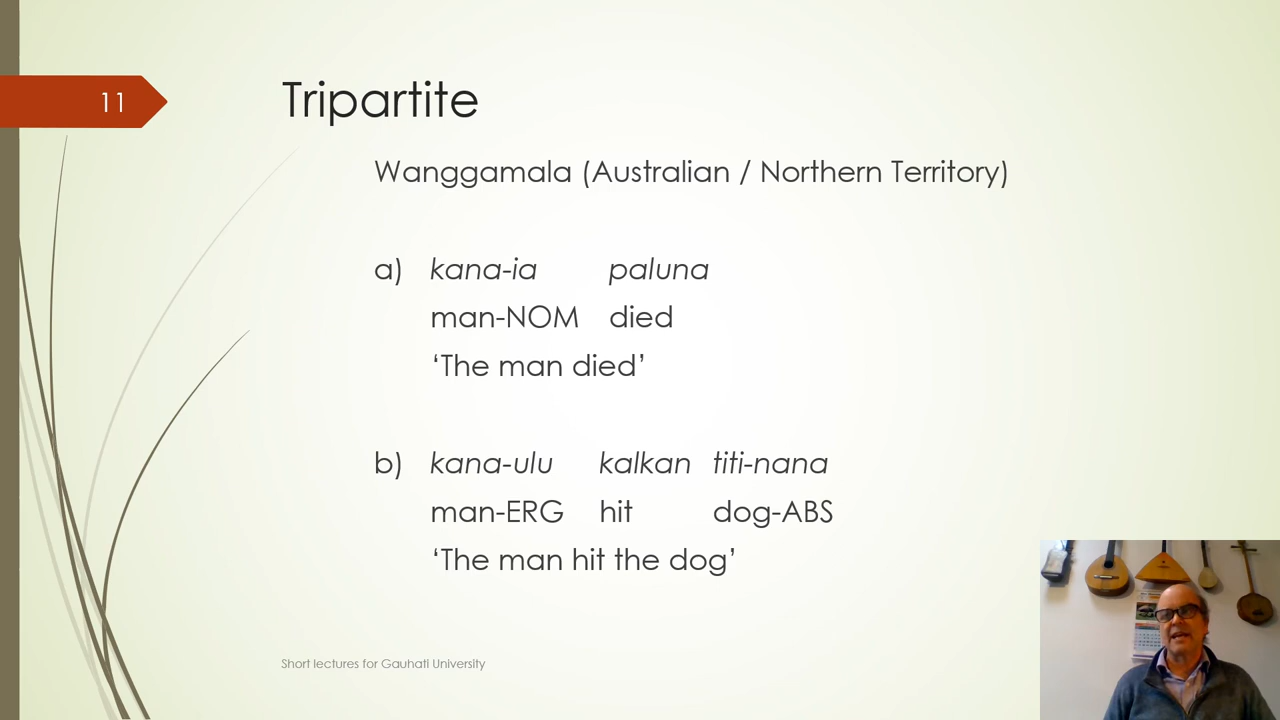 11
Tripartite
Wanggamala (Australian / Northern Territory)
a) kana-ia paluna
man-NOM died
‘The man died’
b) kana-ulu kalkan titi-nana
man-ERG hit dog-ABS
‘The man hit the dog’
Short lectures for Gauhati University